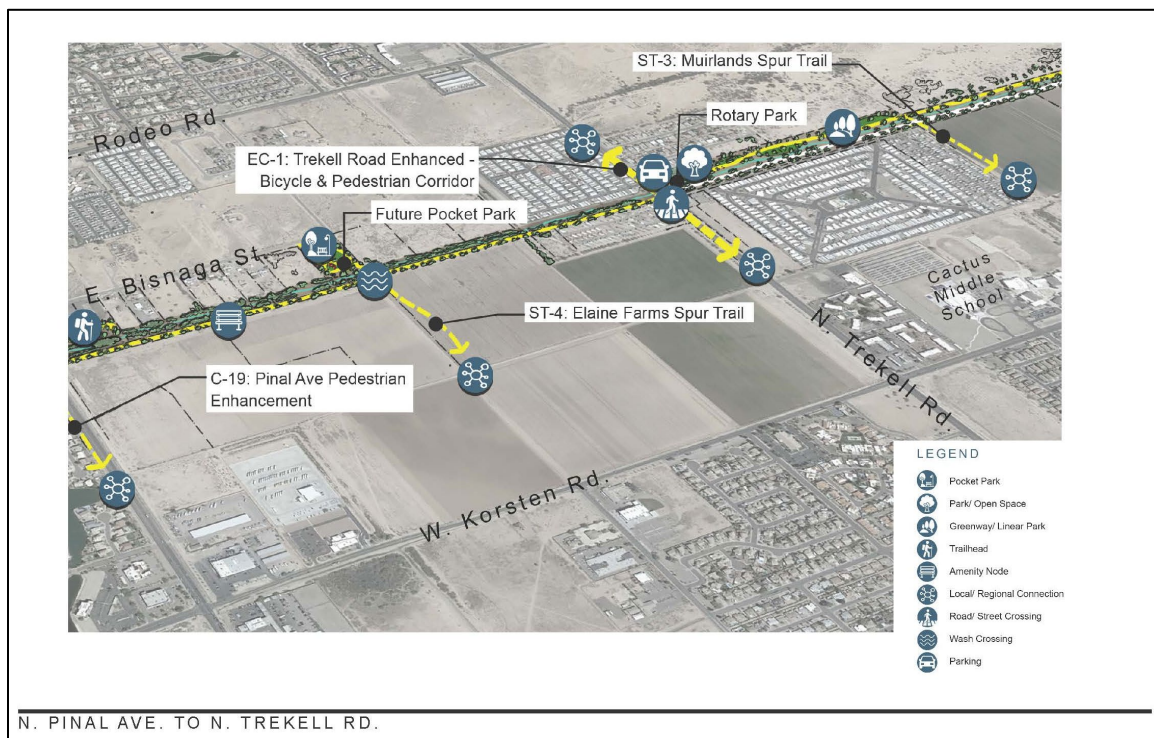 ST-3: Muirlands Spur Trail
Rodeo Rd.
Rotary Park
EC-1: Trekell Road Enhanced -
Bicycle & Pedestrian Corridor
Future Pocket Park
E. Bisnaga St.
Cactus
Middle
School
ST-4: Elaine Farms Spur Trail
N. Trekell Rd.
C-19: Pinal Ave Pedestrian
Enhancement
W. Korsten Rd.
LEGEND
Pocket Park
Park/ Open Space
Greenway/ Linear Park
Trailhead
Amenity Node
Local/ Regional Connection
Road/ Street Crossing
Wash Crossing
Parking
N. PINAL AVE. TO N. TREKELL RD.